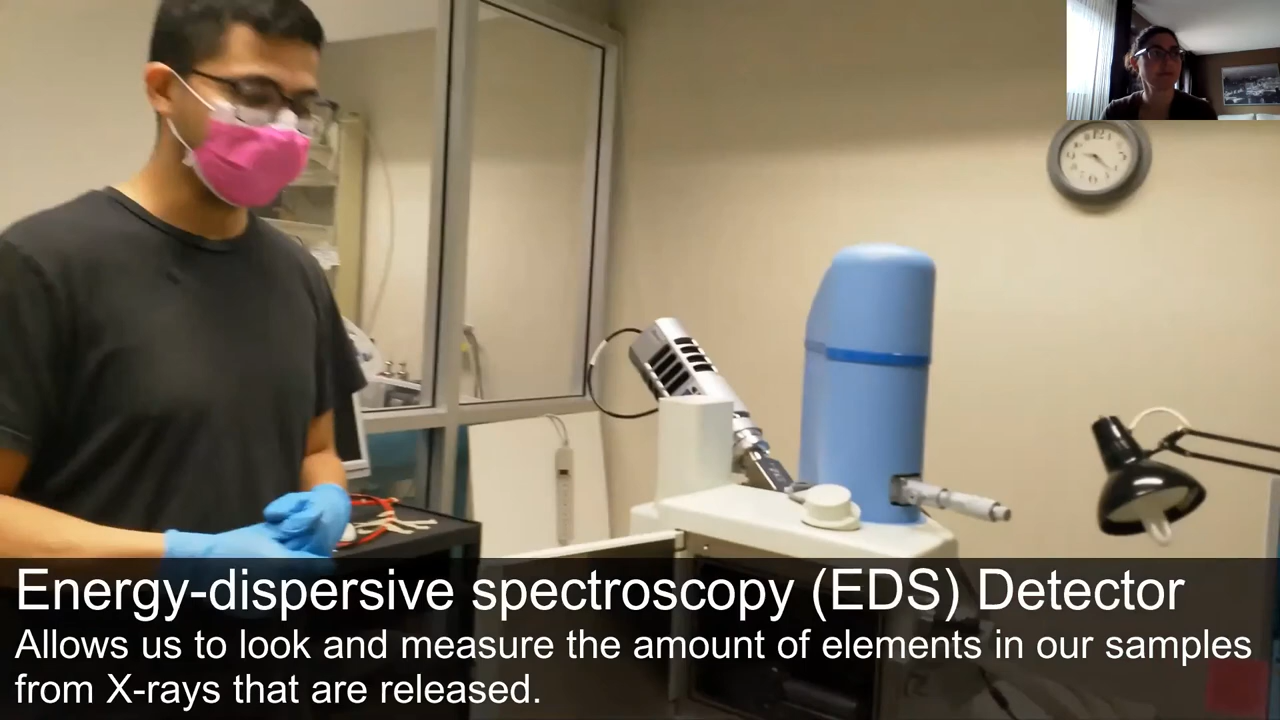 Energy-dispersive spectroscopy (EDS) Detector
Allows us to look and measure the amount of elements in our samples
from X-rays that are released.